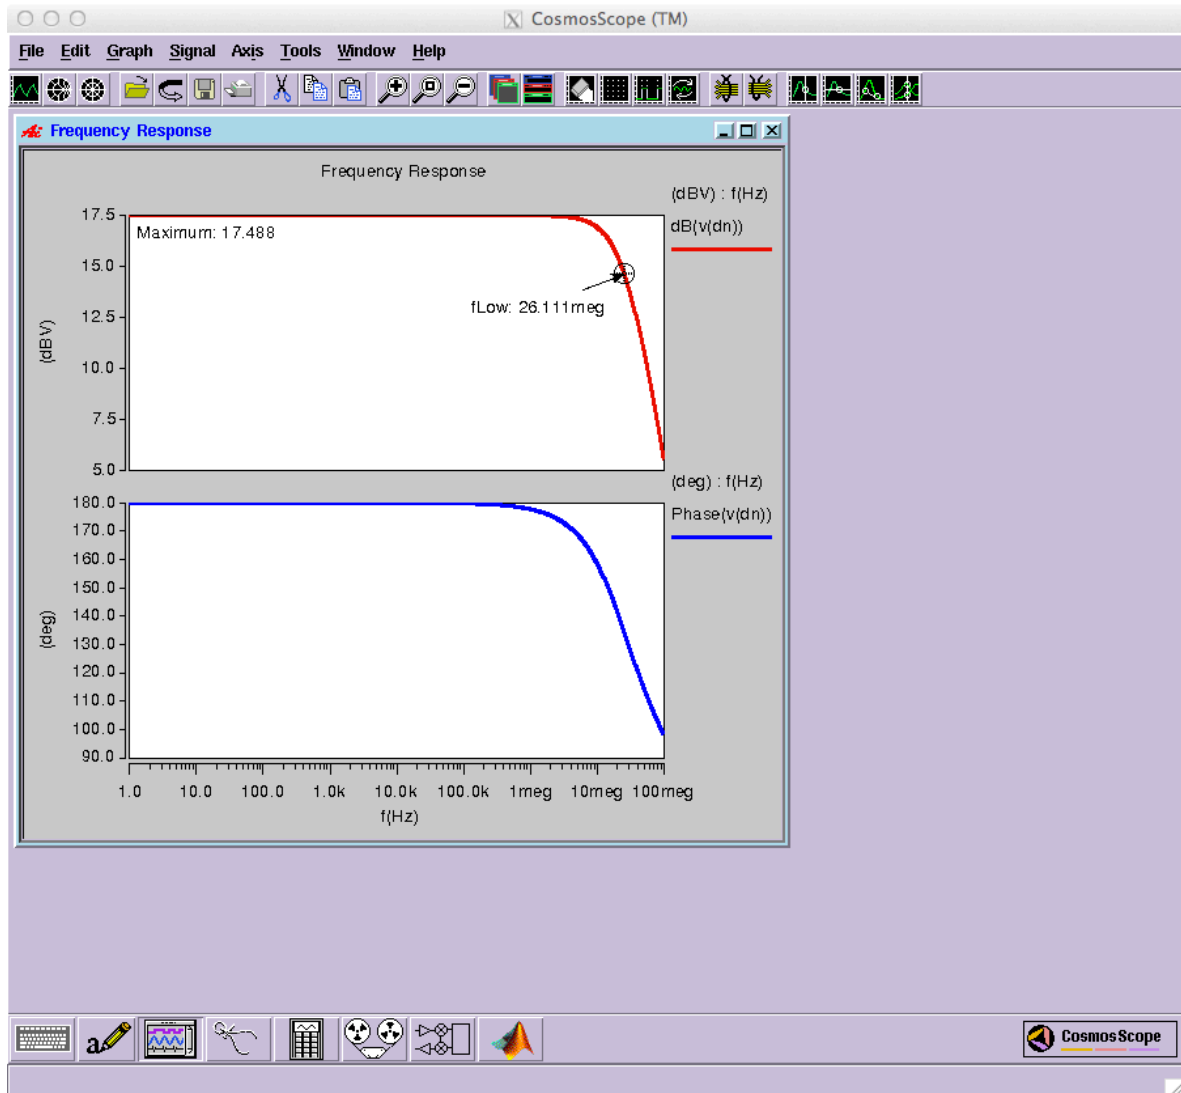 CosmosScope (TM)
File Edit Graph Signal Axis Tools Window Help
Frequency Response
Frequency Response
(dBV) : f(Hz)
dB(v(dn))
17.5
15.0
12.5
10.0
7.5
5.0
(dBV)
Maximum: 17.488
fLow: 26.111meg
(deg) : f(Hz)
Phase(v(dn))
180.0
170.0
160.0
150.0
140.0
130.0
120.0
110.0
100.0
90.0
(deg)
1.0 10.0 100.0 1.0k 10.0k 100.0k 1meg 10meg 100meg
f(Hz)
a
CosmosScope